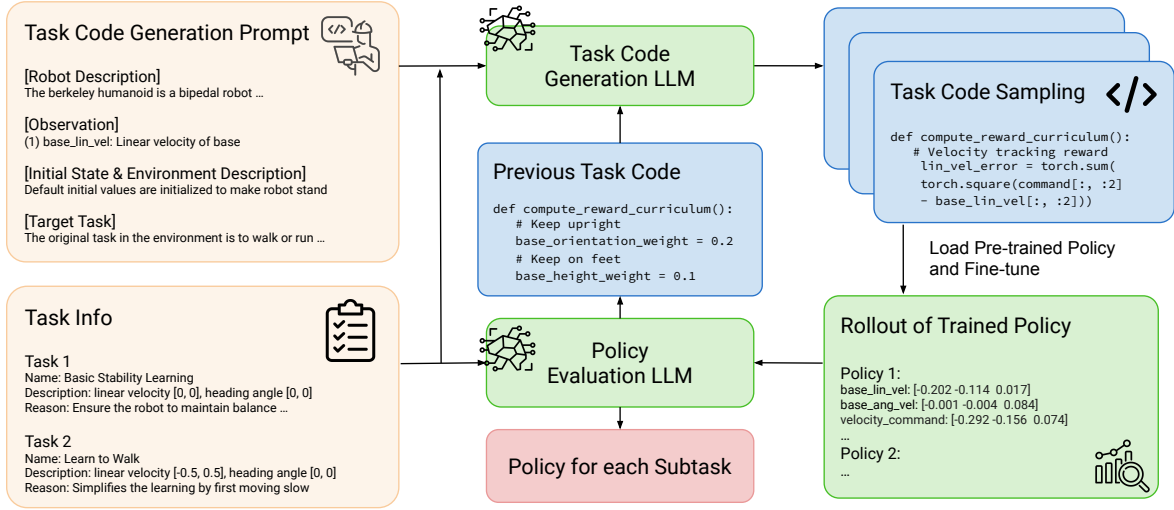 Task Code Generation Prompt
</>
[Robot Description]
The berkeley humanoid is a bipedal robot ...
[Observation]
(1) base_lin_vel: Linear velocity of base
[Initial State & Environment Description]
Default initial values are initialized to make robot stand
[Target Task]
The original task in the environment is to walk or run ...
Task Info
Task 1
Name: Basic Stability Learning
Description: linear velocity [0, 0], heading angle [0, 0]
Reason: Ensure the robot to maintain balance ...
Task 2
Name: Learn to Walk
Description: linear velocity [-0.5, 0.5], heading angle [0, 0]
Reason: Simplifies the learning by first moving slow
Task Code
Generation LLM
Previous Task Code
def compute_reward_curriculum():
# Keep upright
base_orientation_weight = 0.2
# Keep on feet
base_height_weight = 0.1
Policy
Evaluation LLM
Policy for each Subtask
Task Code Sampling
</>
def compute_reward_curriculum():
# Velocity tracking reward
lin_vel_error = torch.sum(
torch.square(command[:, :2]
- base_lin_vel[:, :2]))
Load Pre-trained Policy
and Fine-tune
Rollout of Trained Policy
Policy 1:
base_lin_vel: [-0.202 -0.114 0.017]
base_ang_vel: [-0.001 -0.004 0.084]
velocity_command: [-0.292 -0.156 0.074]
...
Policy 2:
...